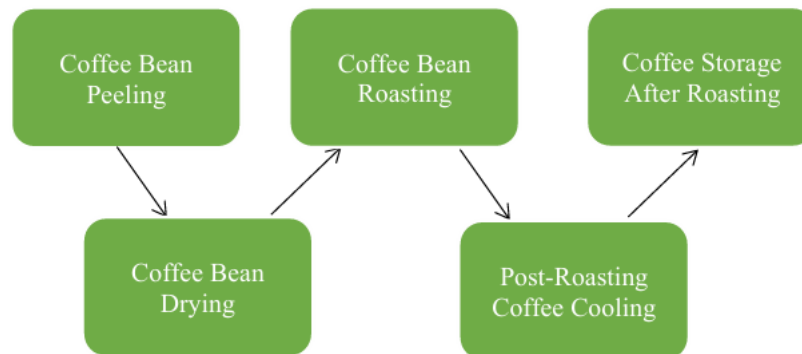 Coffee Bean
Peeling
Coffee Bean
Drying
Coffee Bean
Roasting
Post-Roasting
Coffee Cooling
Coffee Storage
After Roasting